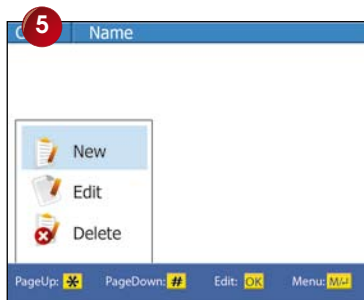 5 Name
New
Edit
Delete
PageUp: * PageDown: # Edit: OK Menu: M/↵